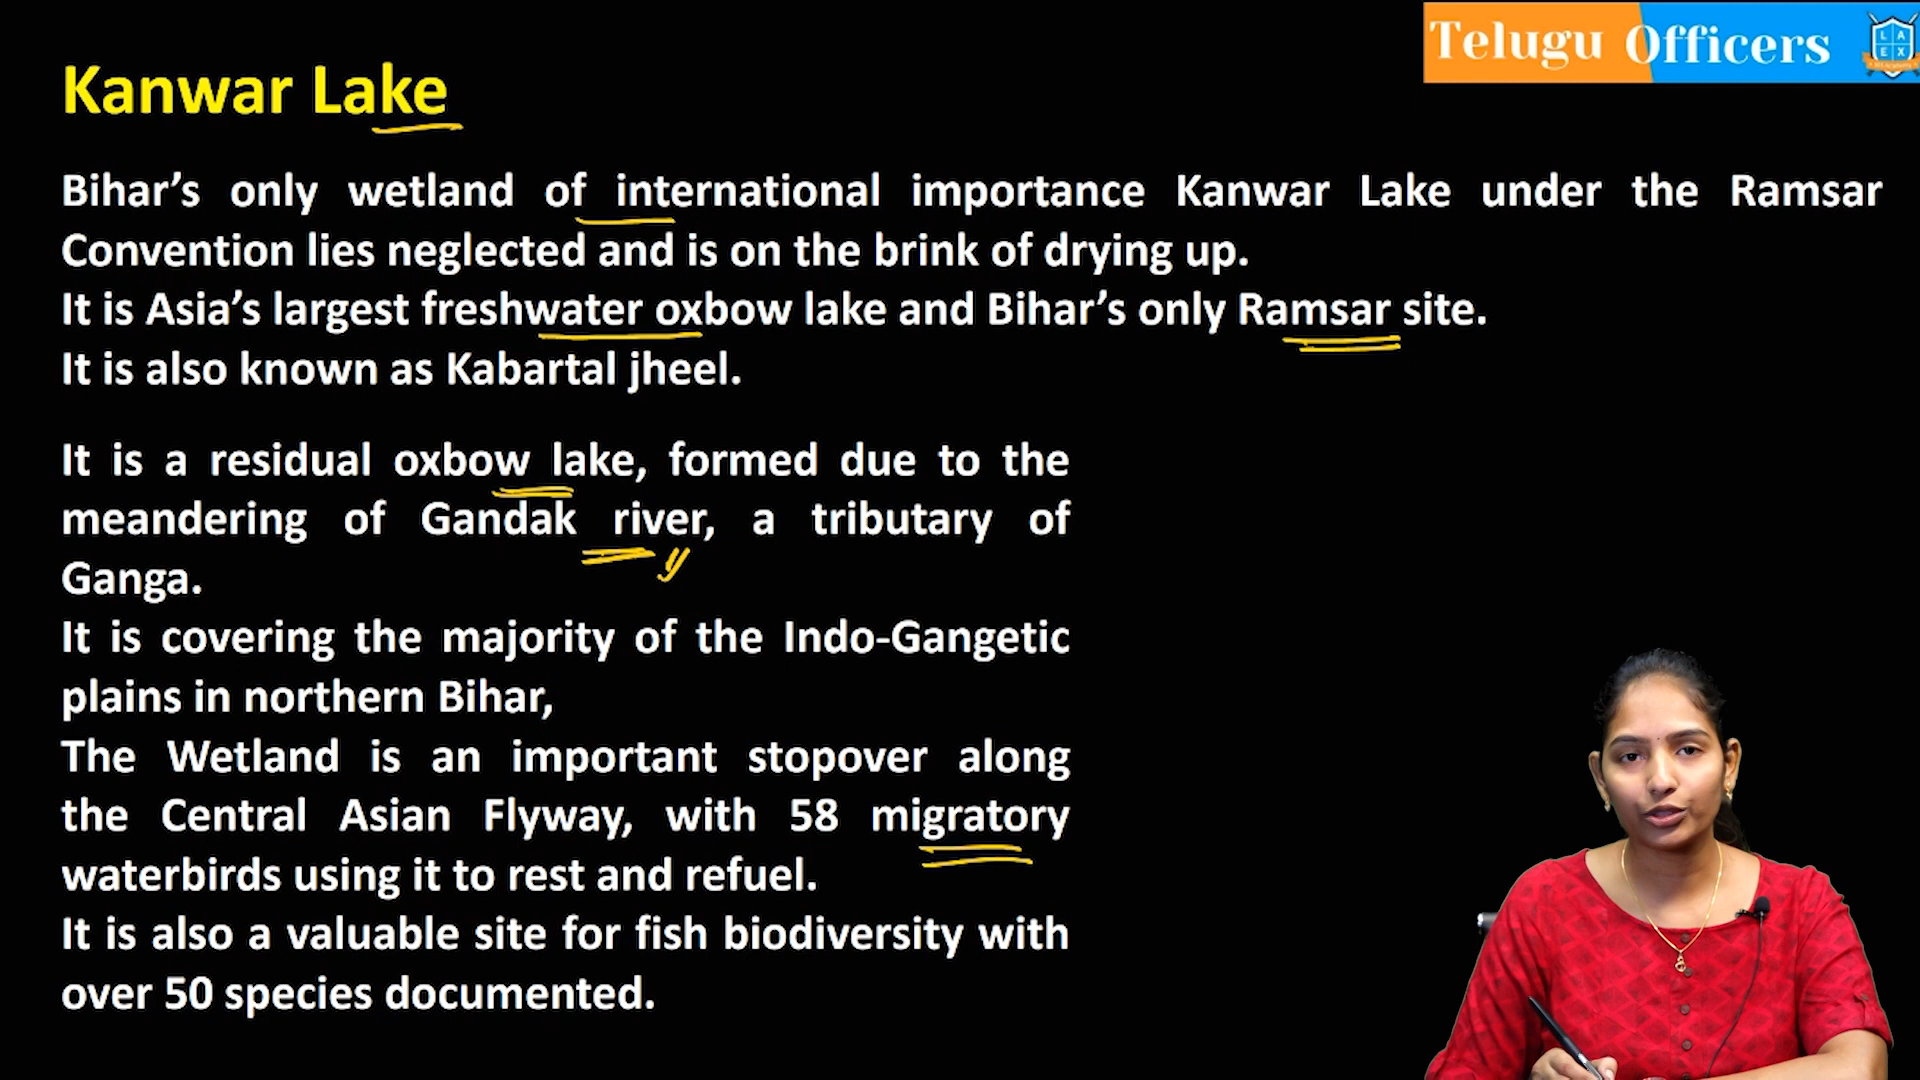 Telugu Officers
L A
E X
Kanwar Lake
Bihar’s only wetland of international importance Kanwar Lake under the Ramsar
Convention lies neglected and is on the brink of drying up.
It is Asia’s largest freshwater oxbow lake and Bihar’s only Ramsar site.
It is also known as Kabartal jheel.
It is a residual oxbow lake, formed due to the
meandering of Gandak river, a tributary of
Ganga.
It is covering the majority of the Indo-Gangetic
plains in northern Bihar,
The Wetland is an important stopover along
the Central Asian Flyway, with 58 migratory
waterbirds using it to rest and refuel.
It is also a valuable site for fish biodiversity with
over 50 species documented.